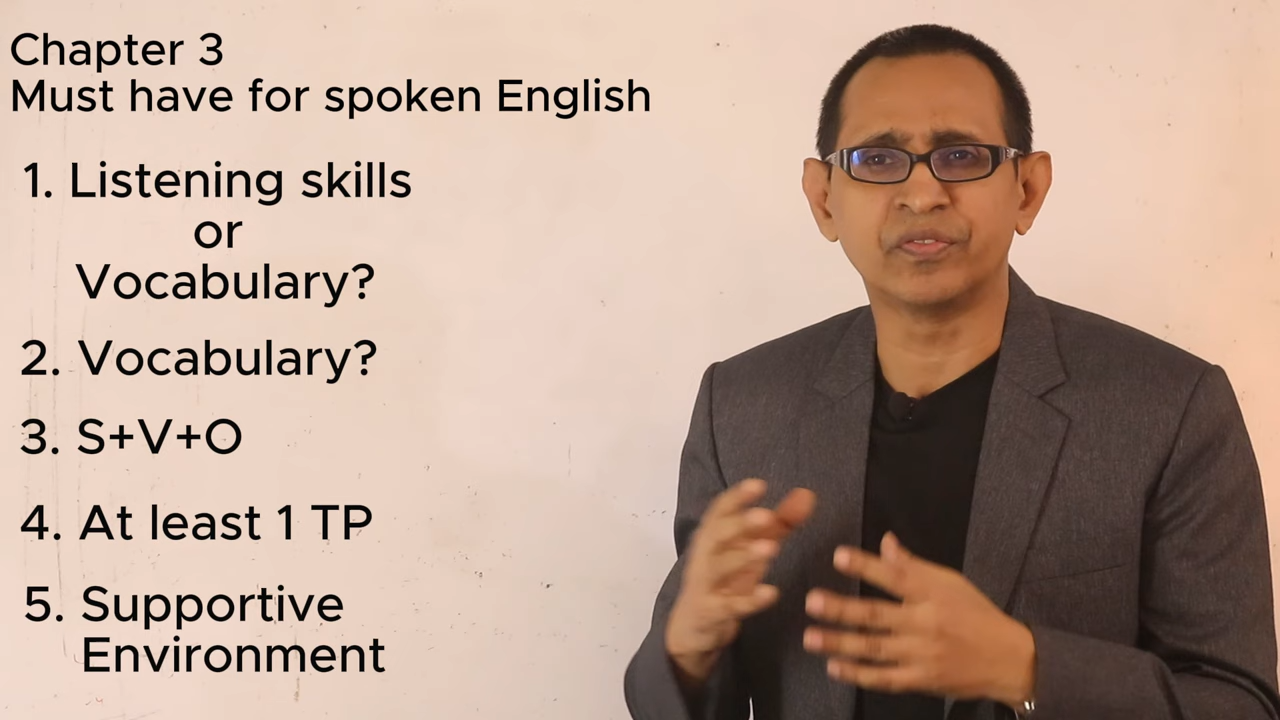 Chapter 3
Must have for spoken English
1. Listening skills
or
Vocabulary?
2. Vocabulary?
3. S+V+O
4. At least 1 TP
5. Supportive
Environment